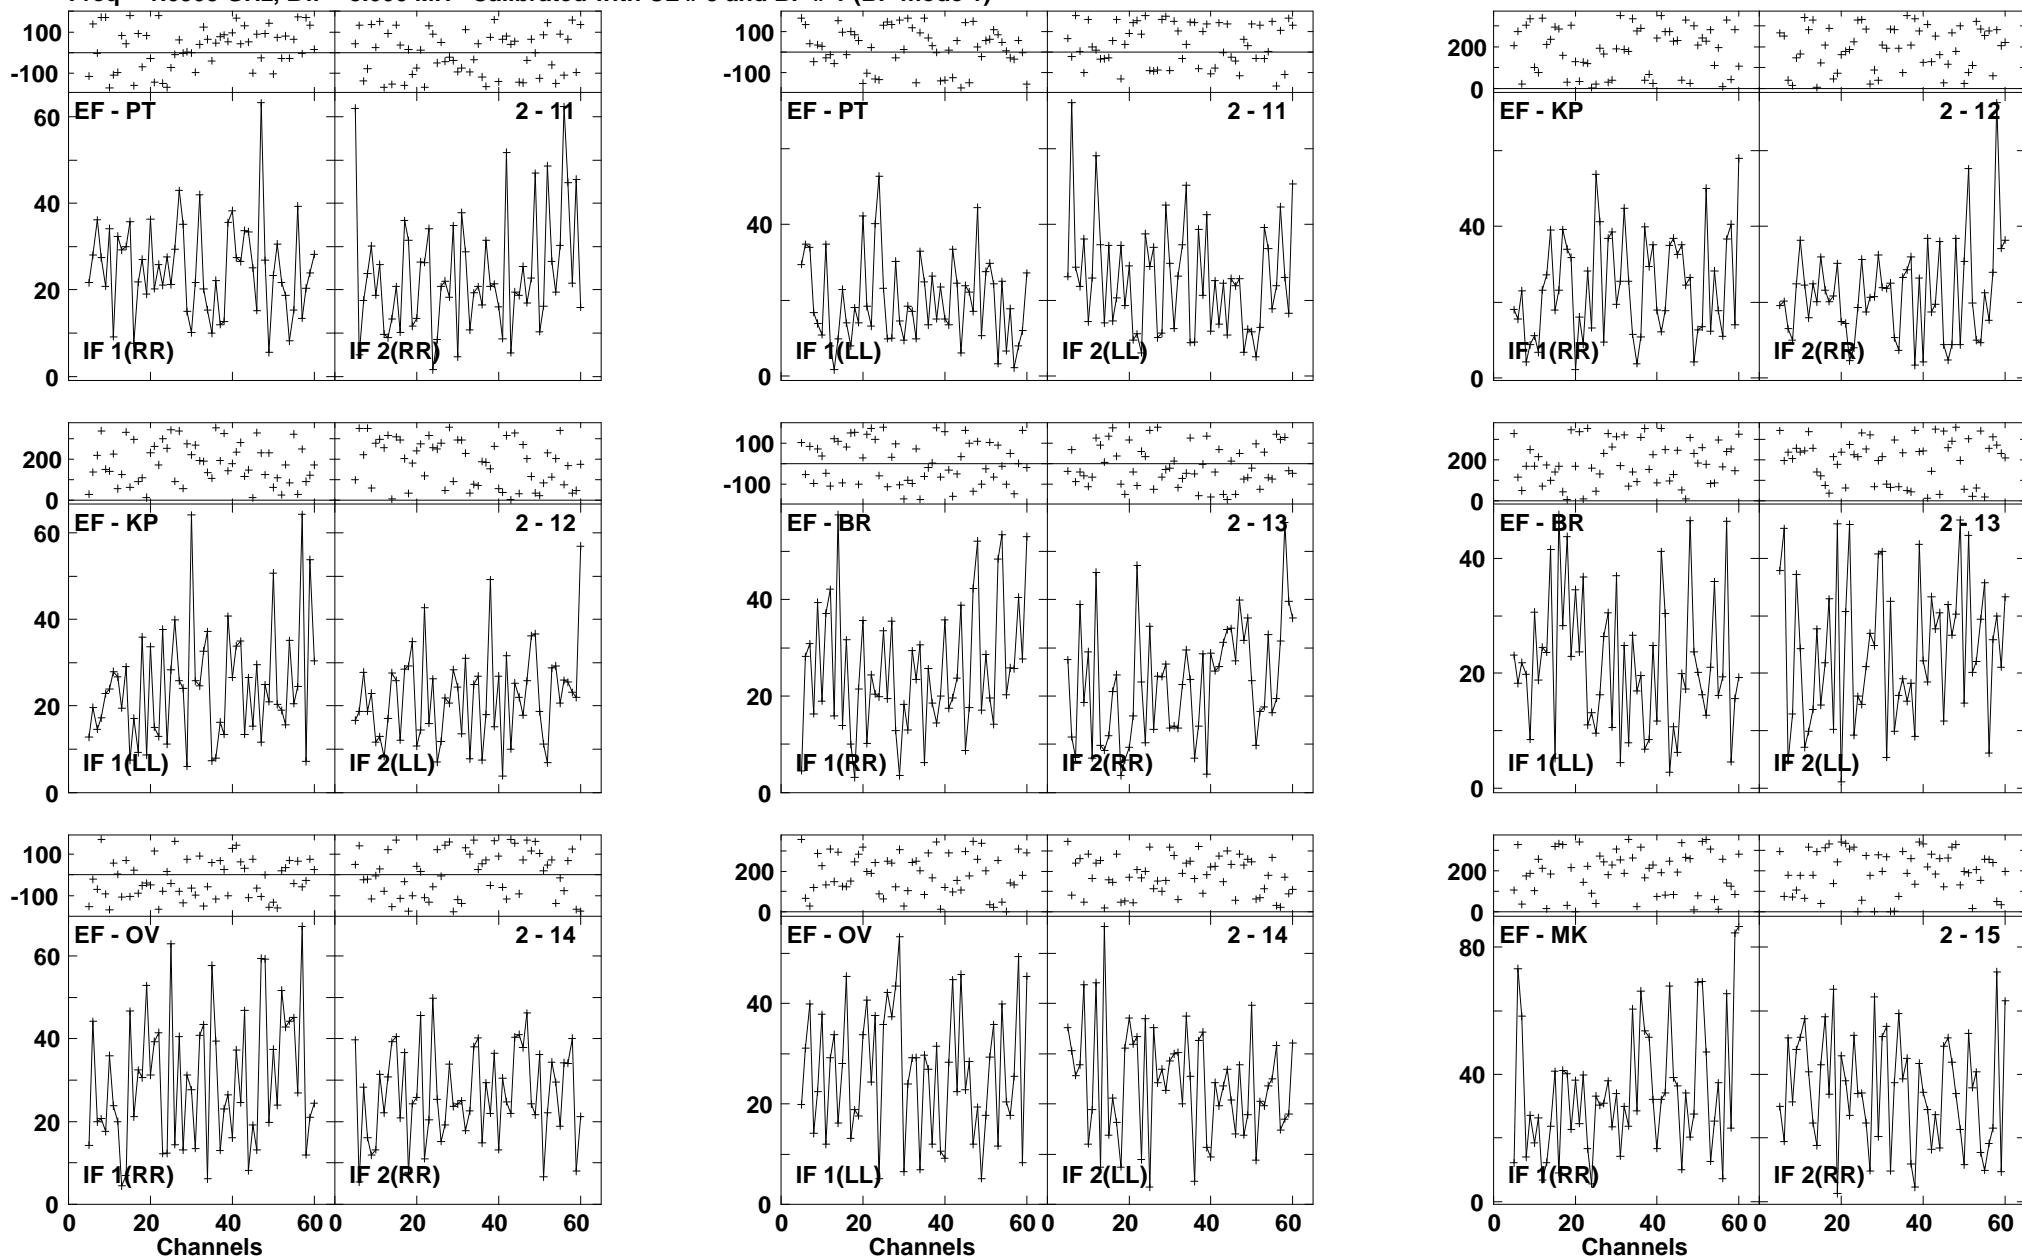 100
-100
EF - PT
2 - 11
60
40
20
0
IF 1(RR)
IF 2(RR)
100
-100
EF - PT
2 - 11
40
0
IF 1(LL)
IF 2(LL)
200
0
EF - KP
2 - 12
40
0
IF 1(RR)
IF 2(RR)
200
0
EF - KP
2 - 12
60
40
20
0
IF 1(LL)
IF 2(LL)
100
-100
EF - BR
2 - 13
40
20
0
IF 1(RR)
IF 2(RR)
200
0
EF - BR
2 - 13
40
20
0
IF 1(LL)
IF 2(LL)
100
-100
EF - OV
2 - 14
60
40
20
0
IF 1(RR)
IF 2(RR)
0 20 40 60 0 20 40 60
Channels
200
0
EF - OV
2 - 14
40
20
0
IF 1(LL)
IF 2(LL)
0 20 40 60 0 20 40 60
Channels
200
0
EF - MK
2 - 15
80
40
0
IF 1(RR)
IF 2(RR)
0 20 40 60 0 20 40 60
Channels